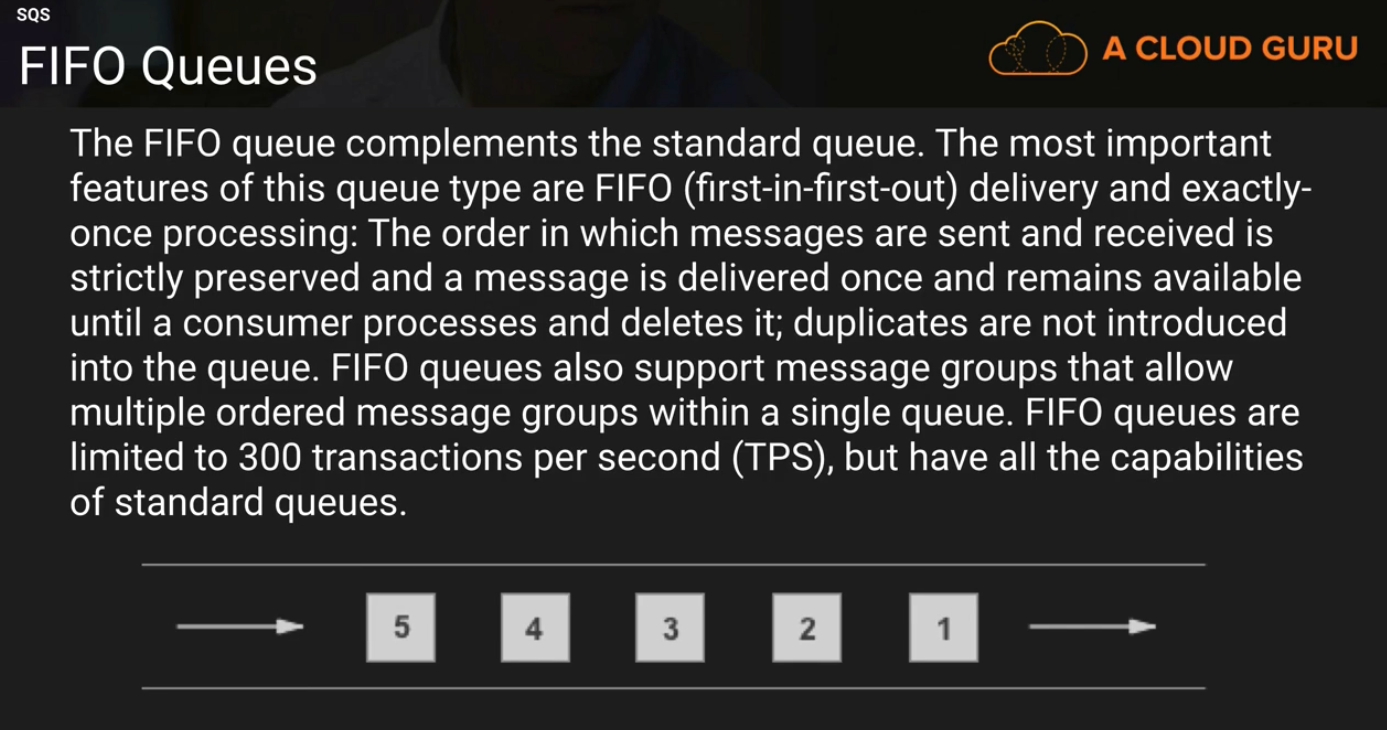 SQS
FIFO Queues
A CLOUD GURU
The FIFO queue complements the standard queue. The most important
features of this queue type are FIFO (first-in-first-out) delivery and exactly-
once processing: The order in which messages are sent and received is
strictly preserved and a message is delivered once and remains available
until a consumer processes and deletes it; duplicates are not introduced
into the queue. FIFO queues also support message groups that allow
multiple ordered message groups within a single queue. FIFO queues are
limited to 300 transactions per second (TPS), but have all the capabilities
of standard queues.
5 4 3 2 1